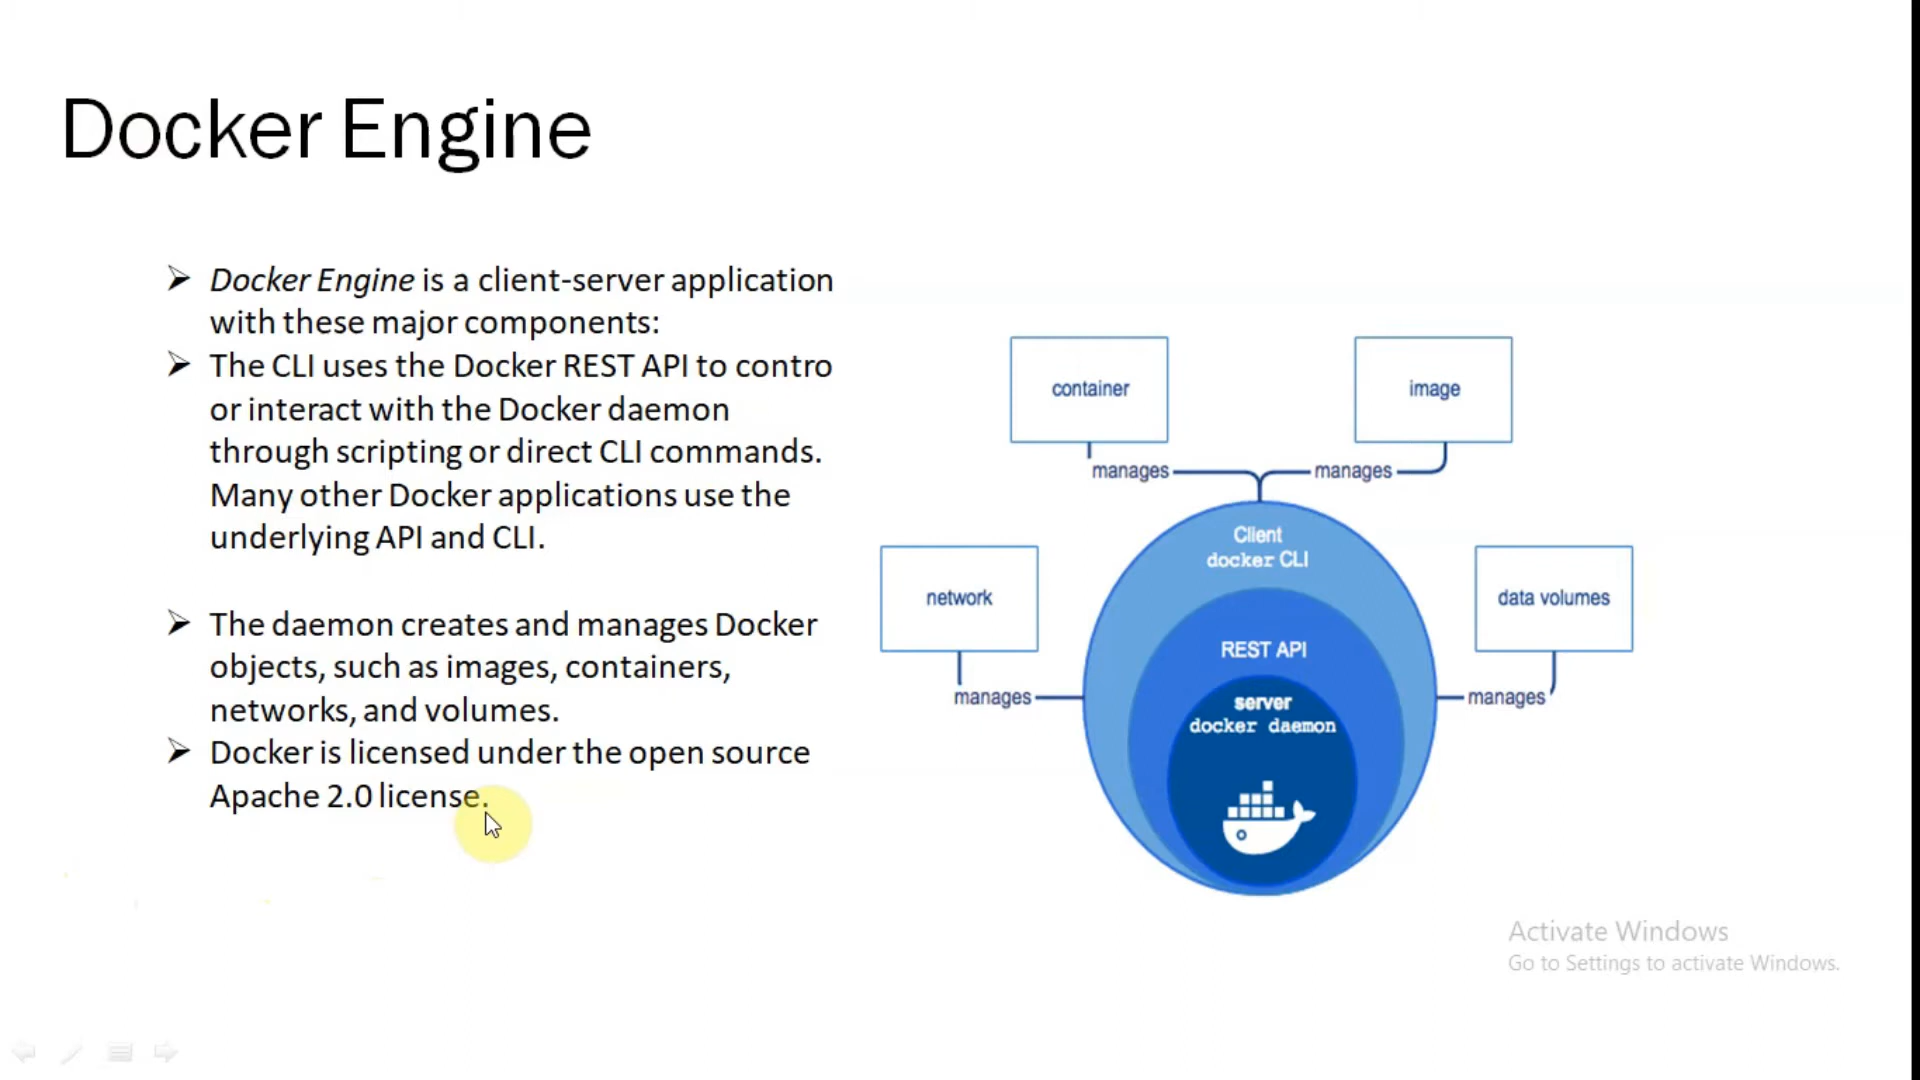 Docker Engine
Docker Engine is a client-server application
with these major components:
The CLI uses the Docker REST API to contro
or interact with the Docker daemon
through scripting or direct CLI commands.
Many other Docker applications use the
underlying API and CLI.
The daemon creates and manages Docker
objects, such as images, containers,
networks, and volumes.
Docker is licensed under the open source
Apache 2.0 license.
container
image
manages
manages
Client
docker CLI
network
data volumes
REST API
manages
manages
server
docker daemon
Activate Windows
Go to Settings to activate Windows.